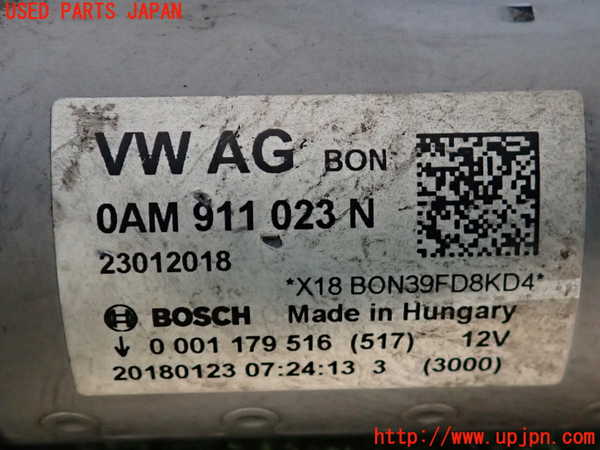 USED PARTS JAPAN
VW AG BON
0AM 911 023 N
23012018
*X18 BON39FD8KD4*
BOSCH Made in Hungary
↓ 0 001 179 516 (517) 12V
20180123 07:24:13 3 (3000)
http://www.upjpn.com